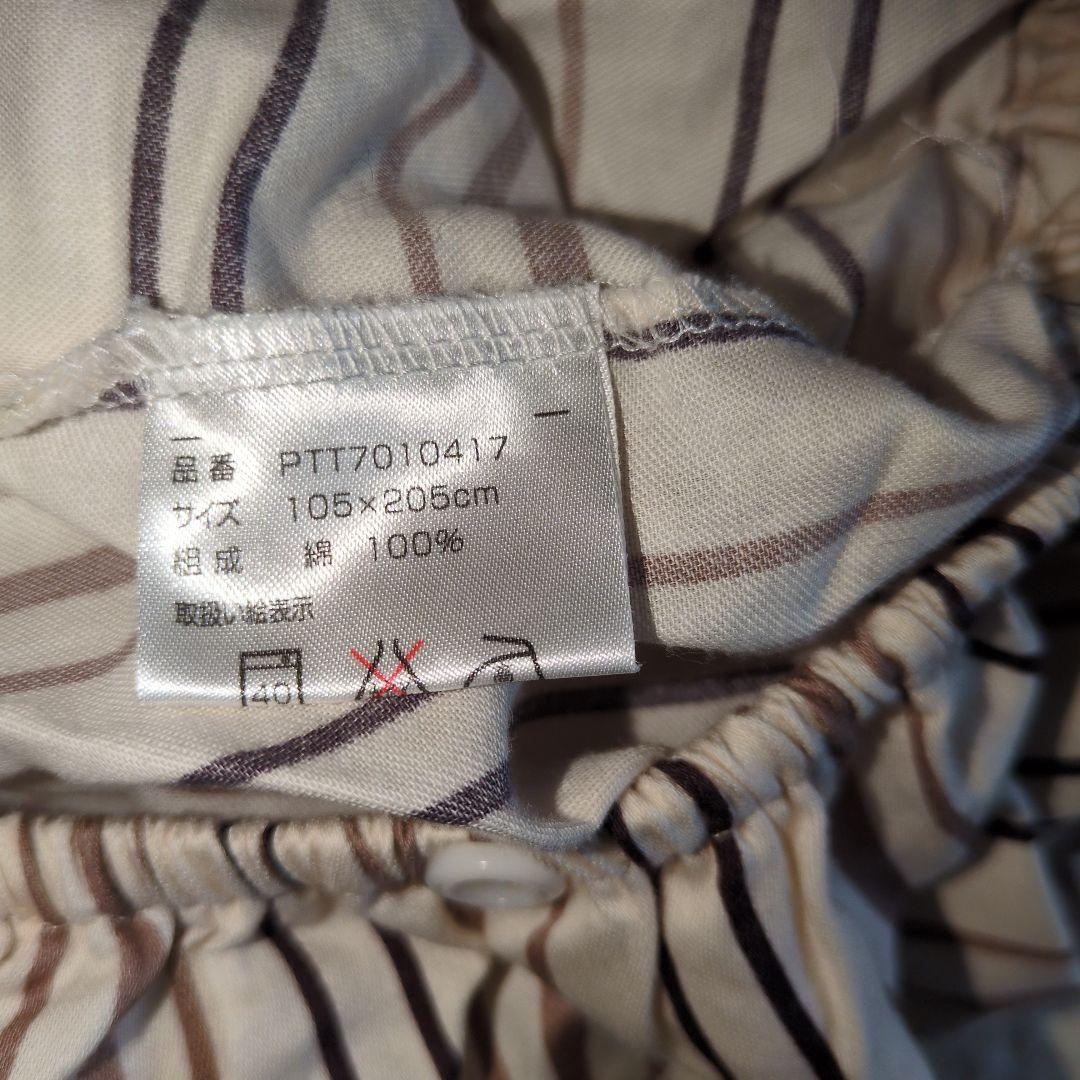 品番 PTT7010417
サイズ 105×205cm
組成 綿 100%
取扱い絵表示
40